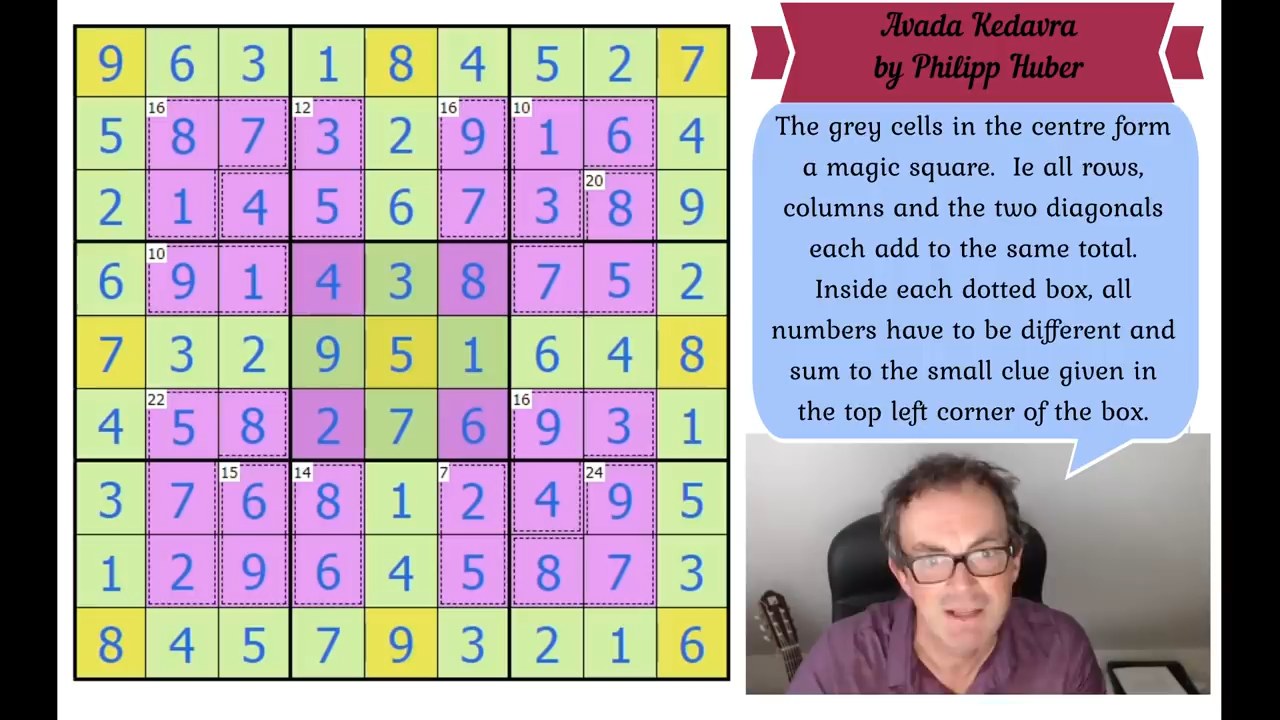 Avada Kedavra
by Philipp Huber
The grey cells in the centre form
a magic square. Ie all rows,
columns and the two diagonals
each add to the same total.
Inside each dotted box, all
numbers have to be different and
sum to the small clue given in
the top left corner of the box.
9 6 3 1 8 4 5 2 7
16 12 16 10
5 8 7 3 2 9 1 6 4
20
2 1 4 5 6 7 3 8 9
10
6 9 1 4 3 8 7 5 2
7 3 2 9 5 1 6 4 8
22 16
4 5 8 2 7 6 9 3 1
15 14 7 24
3 7 6 8 1 2 4 9 5
1 2 9 6 4 5 8 7 3
8 4 5 7 9 3 2 1 6